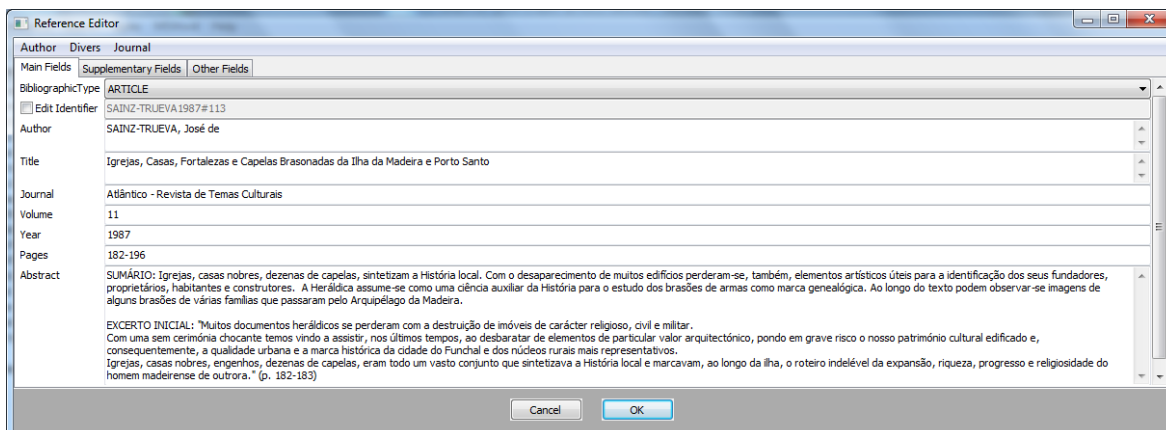 Reference Editor
Author Divers Journal
Main Fields Supplementary Fields Other Fields
BibliographicType ARTICLE
Edit Identifier SAINZ-TRUEVA1987#113
Author SAINZ-TRUEVA, José de
Title Igrejas, Casas, Fortalezas e Capelas Brasonadas da Ilha da Madeira e Porto Santo
Journal Atlântico - Revista de Temas Culturais
Volume 11
Year 1987
Pages 182-196
Abstract SUMÁRIO: Igrejas, casas nobres, dezenas de capelas, sintetizam a História local. Com o desaparecimento de muitos edifícios perderam-se, também, elementos artísticos úteis para a identificação dos seus fundadores,
proprietários, habitantes e construtores.  A Heráldica assume-se como uma ciência auxiliar da História para o estudo dos brasões de armas como marca genealógica. Ao longo do texto podem observar-se imagens de
alguns brasões de várias famílias que passaram pelo Arquipélago da Madeira.
EXCERTO INICIAL: "Muitos documentos heráldicos se perderam com a destruição de imóveis de carácter religioso, civil e militar.
Com uma sem cerimónia chocante temos vindo a assistir, nos últimos tempos, ao desbaratar de elementos de particular valor arquitectónico, pondo em grave risco o nosso património cultural edificado e,
consequentemente, a qualidade urbana e a marca histórica da cidade do Funchal e dos núcleos rurais mais representativos.
Igrejas, casas nobres, engenhos, dezenas de capelas, eram todo um vasto conjunto que sintetizava a História local e marcavam, ao longo da ilha, o roteiro indelével da expansão, riqueza, progresso e religiosidade do
homem madeirense de outrora." (p. 182-183)
Cancel OK